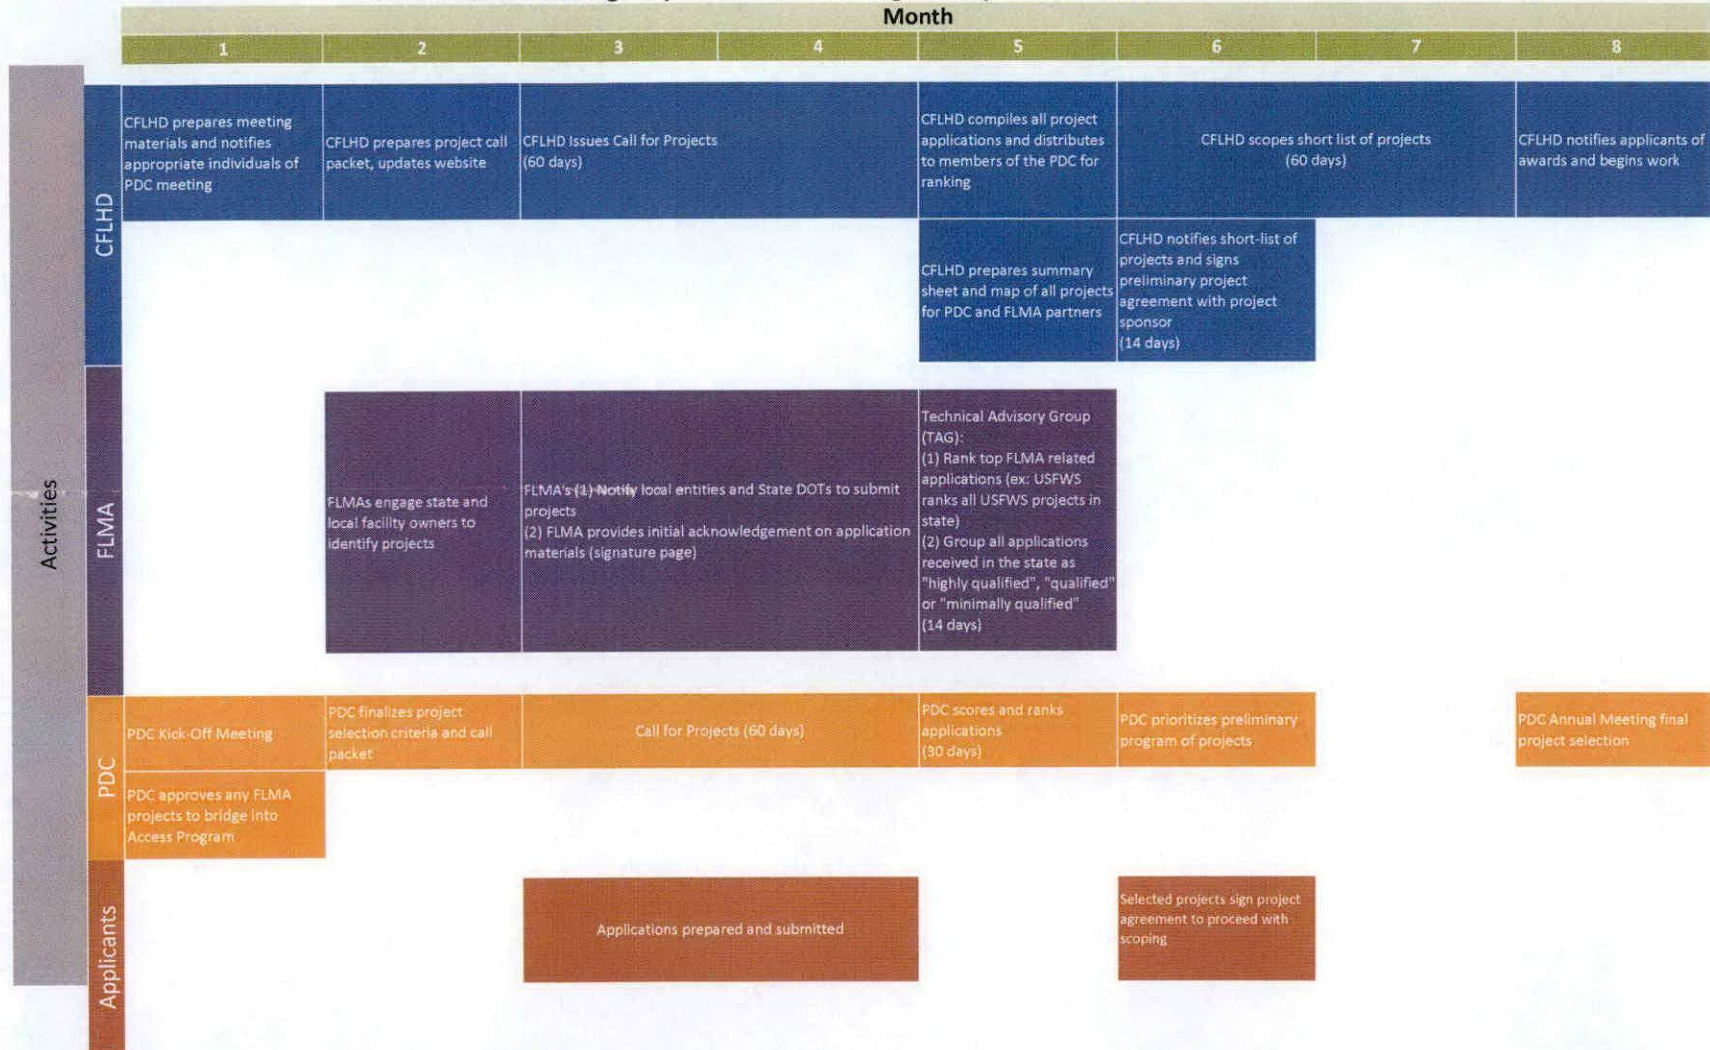 Month
1 2 3 4 5 6 7 8
Activities
CFLHD
CFLHD prepares meeting
materials and notifies
appropriate individuals of
PDC meeting
CFLHD prepares project call
packet, updates website
CFLHD Issues Call for Projects
(60 days)
CFLHD compiles all project
applications and distributes
to members of the PDC for
ranking
CFLHD scopes short list of projects
(60 days)
CFLHD notifies applicants of
awards and begins work
CFLHD prepares summary
sheet and map of all projects
for PDC and FLMA partners
CFLHD notifies short-list of
projects and signs
preliminary project
agreement with project
sponsor
(14 days)
FLMA
FLMAs engage state and
local facility owners to
identify projects
FLMA's (1) Notify local entities and State DOTs to submit
projects
(2) FLMA provides initial acknowledgement on application
materials (signature page)
Technical Advisory Group
(TAG):
(1) Rank top FLMA related
applications (ex: USFWS
ranks all USFWS projects in
state)
(2) Group all applications
received in the state as
"highly qualified", "qualified"
or "minimally qualified"
(14 days)
PDC
PDC Kick-Off Meeting
PDC finalizes project
selection criteria and call
packet
Call for Projects (60 days)
PDC scores and ranks
applications
(30 days)
PDC prioritizes preliminary
program of projects
PDC Annual Meeting final
project selection
PDC approves any FLMA
projects to bridge into
Access Program
Applicants
Applications prepared and submitted
Selected projects sign project
agreement to proceed with
scoping